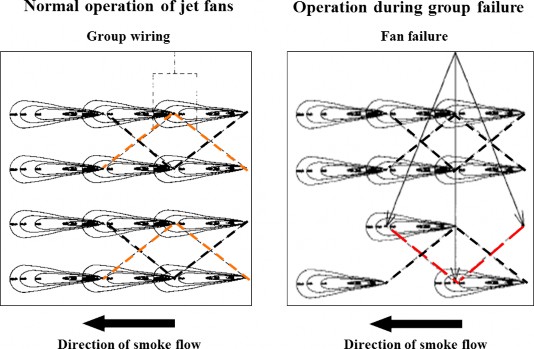 Normal operation of jet fans
Group wiring
Direction of smoke flow
Operation during group failure
Fan failure
Direction of smoke flow